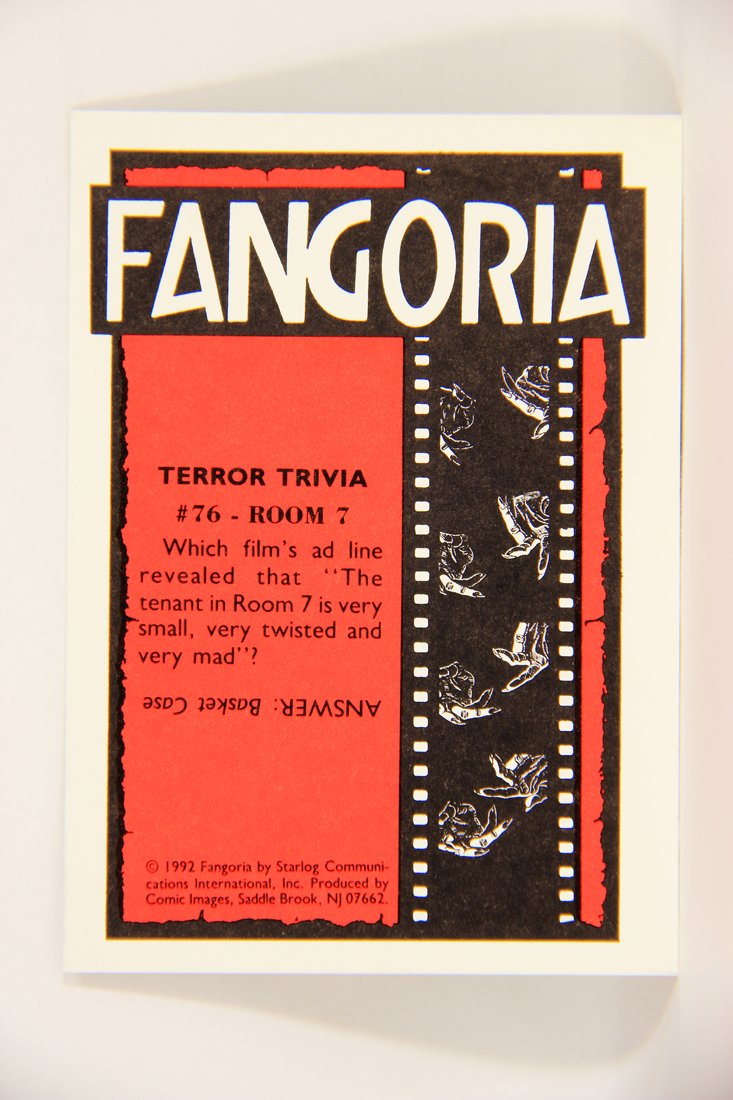 FANGORIA
TERROR TRIVIA
#76 - ROOM 7
Which film's ad line
revealed that "The
tenant in Room 7 is very
small, very twisted and
very mad"?
ANSWER: Basket Case
© 1992 Fangoria by Starlog Communi-
cations International, Inc. Produced by
Comic Images, Saddle Brook, NJ 07662.